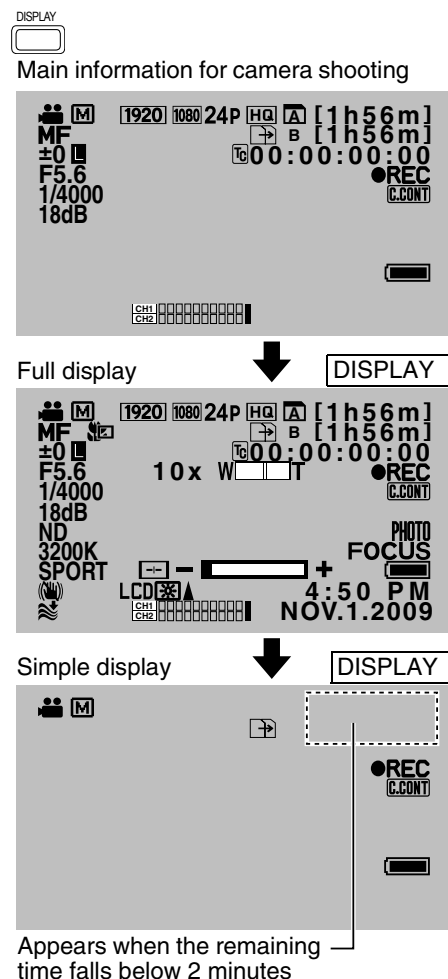 DISPLAY
Main information for camera shooting
M 1920 1080 24P HQ A [1h56m]
MF B [1h56m]
±0 L Tc 00:00:00:00
F5.6 ●REC
1/4000 C.CONT
18dB
CH1
CH2
Full display DISPLAY
M 1920 1080 24P HQ A [1h56m]
MF B [1h56m]
±0 L Tc 00:00:00:00
F5.6 10x W T ●REC
1/4000 C.CONT
18dB
ND PHOTO
3200K FOCUS
SPORT − +
LCD 4:50 PM
CH1
CH2 NOV.1.2009
Simple display DISPLAY
M
●REC
C.CONT
Appears when the remaining
time falls below 2 minutes